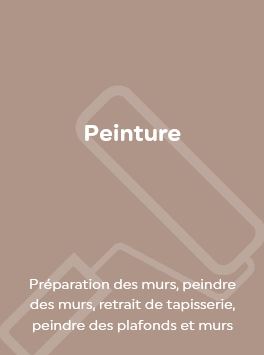 Peinture
Préparation des murs, peindre
des murs, retrait de tapisserie,
peindre des plafonds et murs